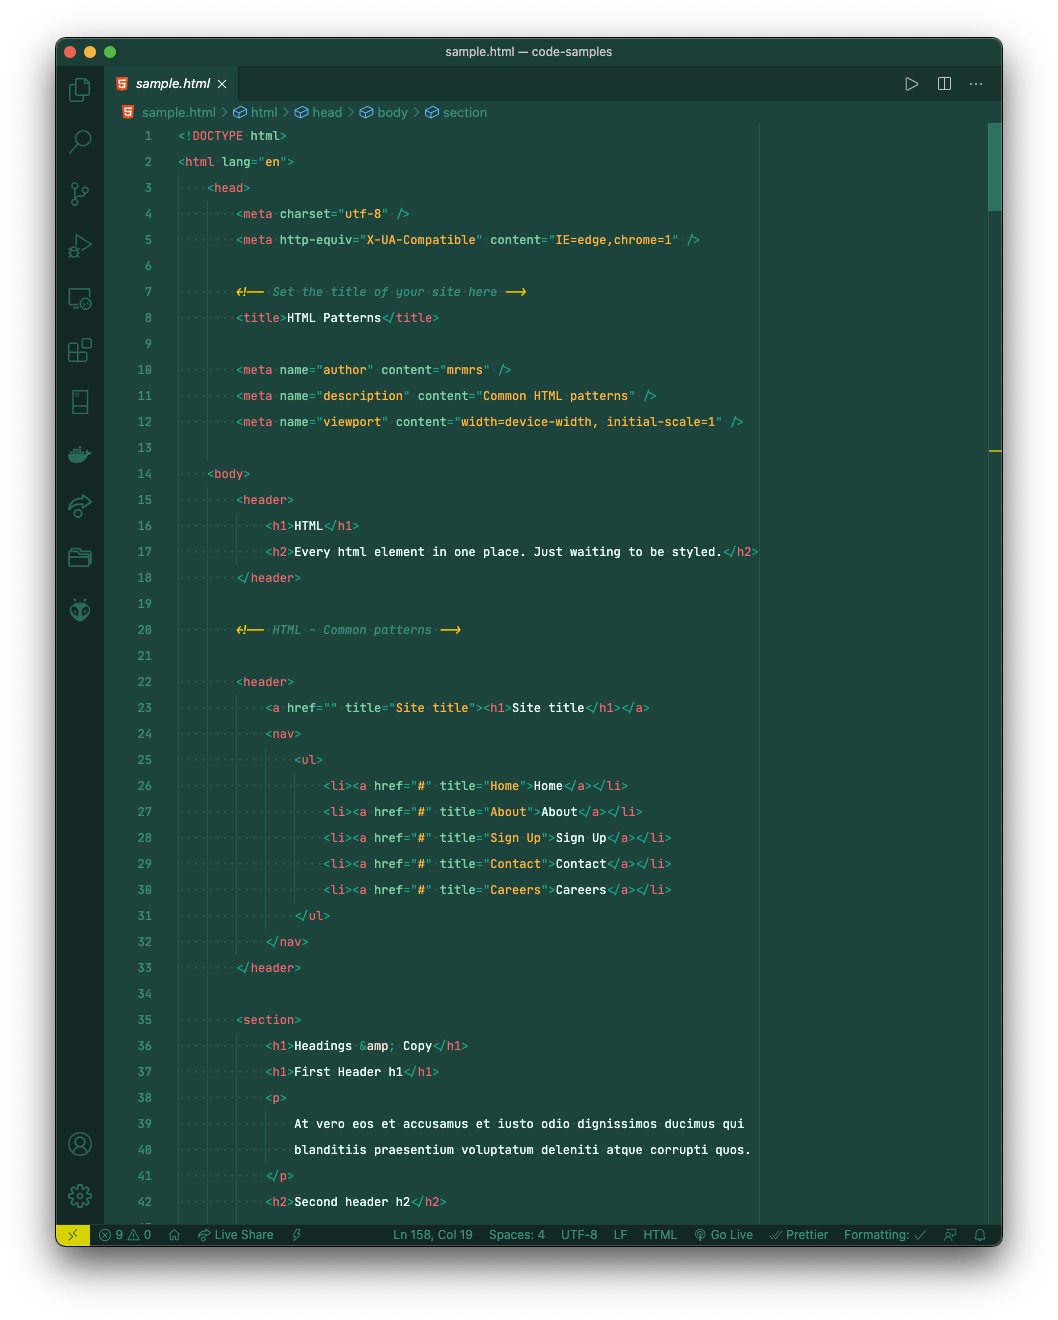 sample.html — code-samples
sample.html
sample.html > html > head > body > section
1 <!DOCTYPE html>
2 <html lang="en">
3 <head>
4 <meta charset="utf-8" />
5 <meta http-equiv="X-UA-Compatible" content="IE=edge,chrome=1" />
6
7 <!-- Set the title of your site here -->
8 <title>HTML Patterns</title>
9
10 <meta name="author" content="mrmrs" />
11 <meta name="description" content="Common HTML patterns" />
12 <meta name="viewport" content="width=device-width, initial-scale=1" />
13
14 <body>
15 <header>
16 <h1>HTML</h1>
17 <h2>Every html element in one place. Just waiting to be styled.</h2>
18 </header>
19
20 <!-- HTML - Common patterns -->
21
22 <header>
23 <a href="" title="Site title"><h1>Site title</h1></a>
24 <nav>
25 <ul>
26 <li><a href="#" title="Home">Home</a></li>
27 <li><a href="#" title="About">About</a></li>
28 <li><a href="#" title="Sign Up">Sign Up</a></li>
29 <li><a href="#" title="Contact">Contact</a></li>
30 <li><a href="#" title="Careers">Careers</a></li>
31 </ul>
32 </nav>
33 </header>
34
35 <section>
36 <h1>Headings &amp; Copy</h1>
37 <h1>First Header h1</h1>
38 <p>
39 At vero eos et accusamus et iusto odio dignissimos ducimus qui
40 blanditiis praesentium voluptatum deleniti atque corrupti quos.
41 </p>
42 <h2>Second header h2</h2>
9 0 Live Share Ln 158, Col 19 Spaces: 4 UTF-8 LF HTML Go Live Prettier Formatting: ✓